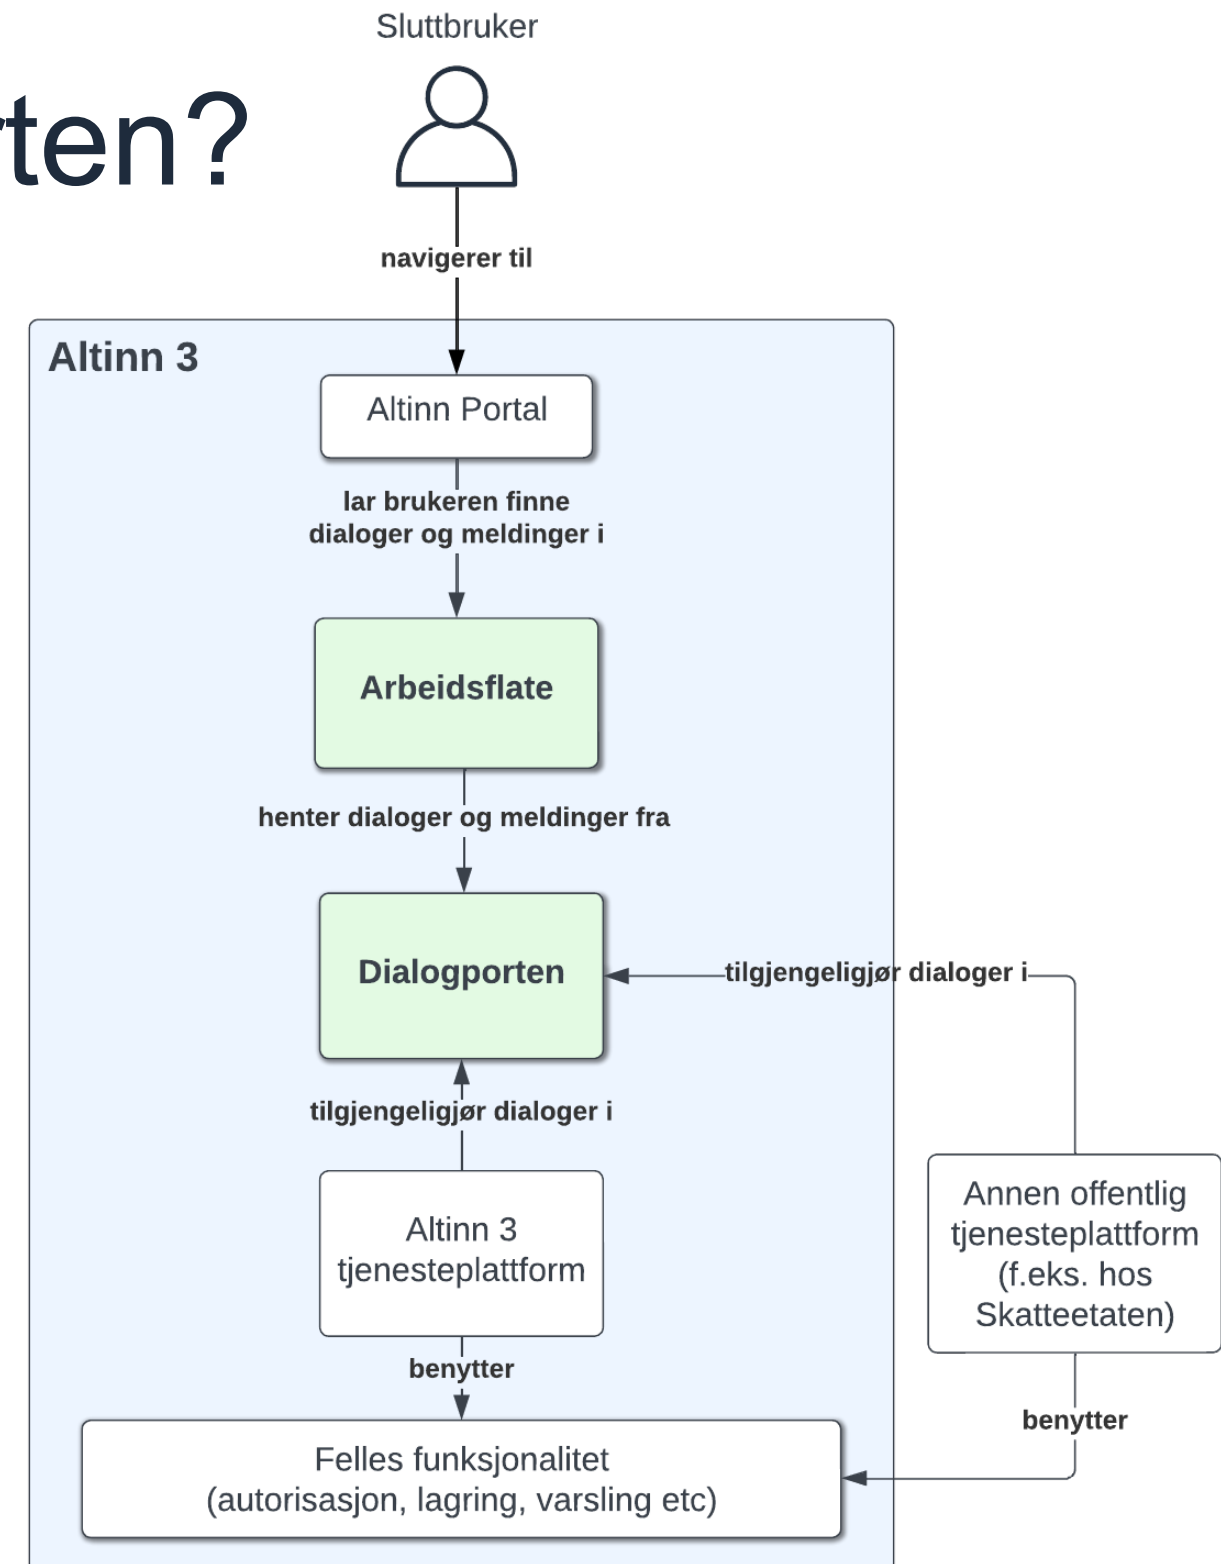 Sluttbruker
rten?
navigerer til
Altinn 3
Altinn Portal
lar brukeren finne
dialoger og meldinger i
Arbeidsflate
henter dialoger og meldinger fra
Dialogporten
tilgjengeligjør dialoger i
tilgjengeligjør dialoger i
Altinn 3
tjenesteplattform
Annen offentlig
tjenesteplattform
(f.eks. hos
Skatteetaten)
benytter
benytter
Felles funksjonalitet
(autorisasjon, lagring, varsling etc)